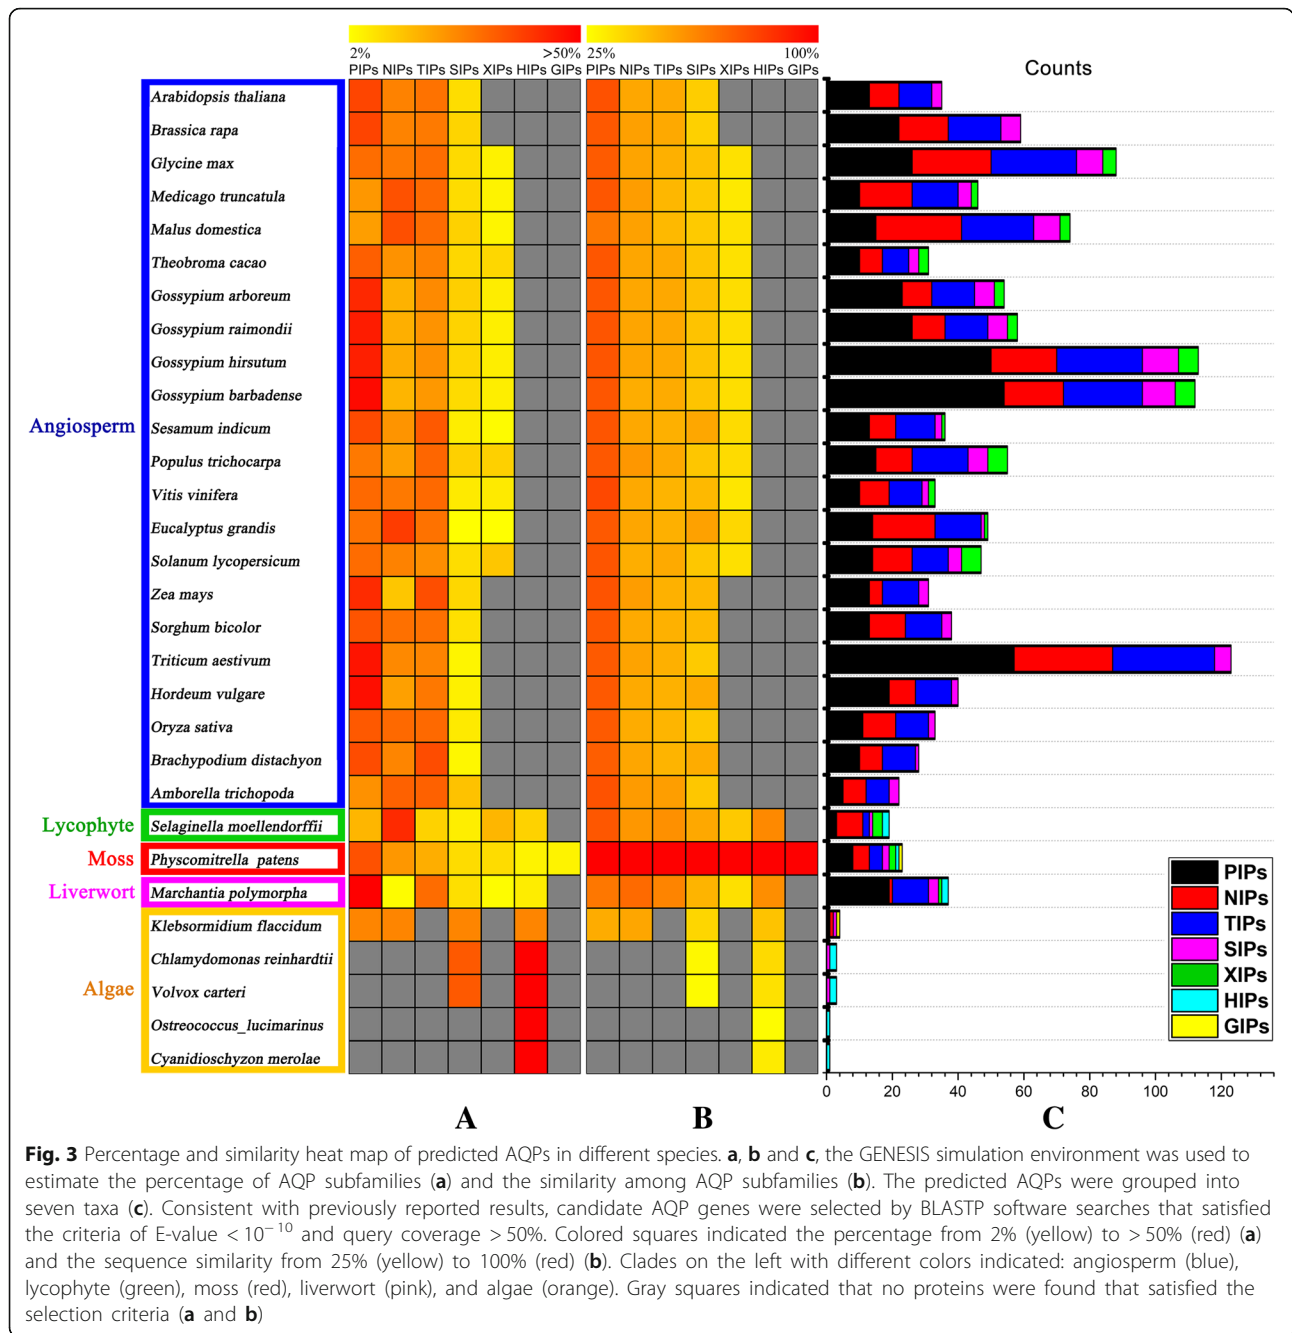 2% >50% 25% 100%
PIPs NIPs TIPs SIPs XIPs HIPs GIPs PIPs NIPs TIPs SIPs XIPs HIPs GIPs
Counts
Arabidopsis thaliana
Brassica rapa
Glycine max
Medicago truncatula
Malus domestica
Theobroma cacao
Gossypium arboreum
Gossypium raimondii
Gossypium hirsutum
Gossypium barbadense
Angiosperm
Sesamum indicum
Populus trichocarpa
Vitis vinifera
Eucalyptus grandis
Solanum lycopersicum
Zea mays
Sorghum bicolor
Triticum aestivum
Hordeum vulgare
Oryza sativa
Brachypodium distachyon
Amborella trichopoda
Lycophyte Selaginella moellendorffii
Moss Physcomitrella patens
Liverwort Marchantia polymorpha
Klebsormidium flaccidum
Chlamydomonas reinhardtii
Algae Volvox carteri
Ostreococcus_lucimarinus
Cyanidioschyzon merolae
PIPs
NIPs
TIPs
SIPs
XIPs
HIPs
GIPs
0 20 40 60 80 100 120
A B C
Fig. 3 Percentage and similarity heat map of predicted AQPs in different species. a, b and c, the GENESIS simulation environment was used to
estimate the percentage of AQP subfamilies (a) and the similarity among AQP subfamilies (b). The predicted AQPs were grouped into
seven taxa (c). Consistent with previously reported results, candidate AQP genes were selected by BLASTP software searches that satisfied
the criteria of E-value < 10⁻¹⁰ and query coverage > 50%. Colored squares indicated the percentage from 2% (yellow) to > 50% (red) (a)
and the sequence similarity from 25% (yellow) to 100% (red) (b). Clades on the left with different colors indicated: angiosperm (blue),
lycophyte (green), moss (red), liverwort (pink), and algae (orange). Gray squares indicated that no proteins were found that satisfied the
selection criteria (a and b)